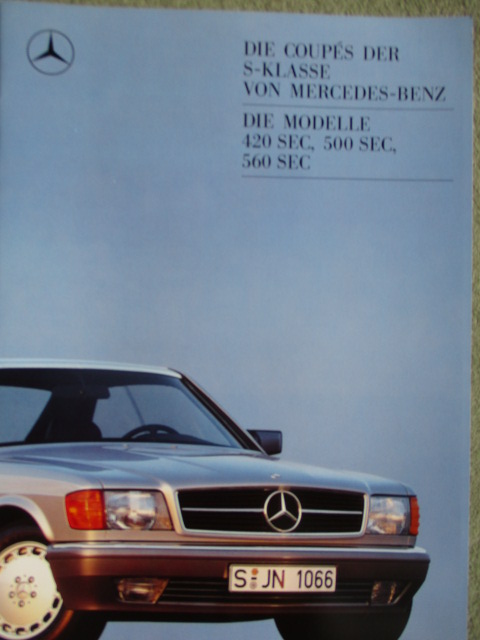 DIE COUPÉS DER
S-KLASSE
VON MERCEDES-BENZ
DIE MODELLE
420 SEC, 500 SEC,
560 SEC
S JN 1066